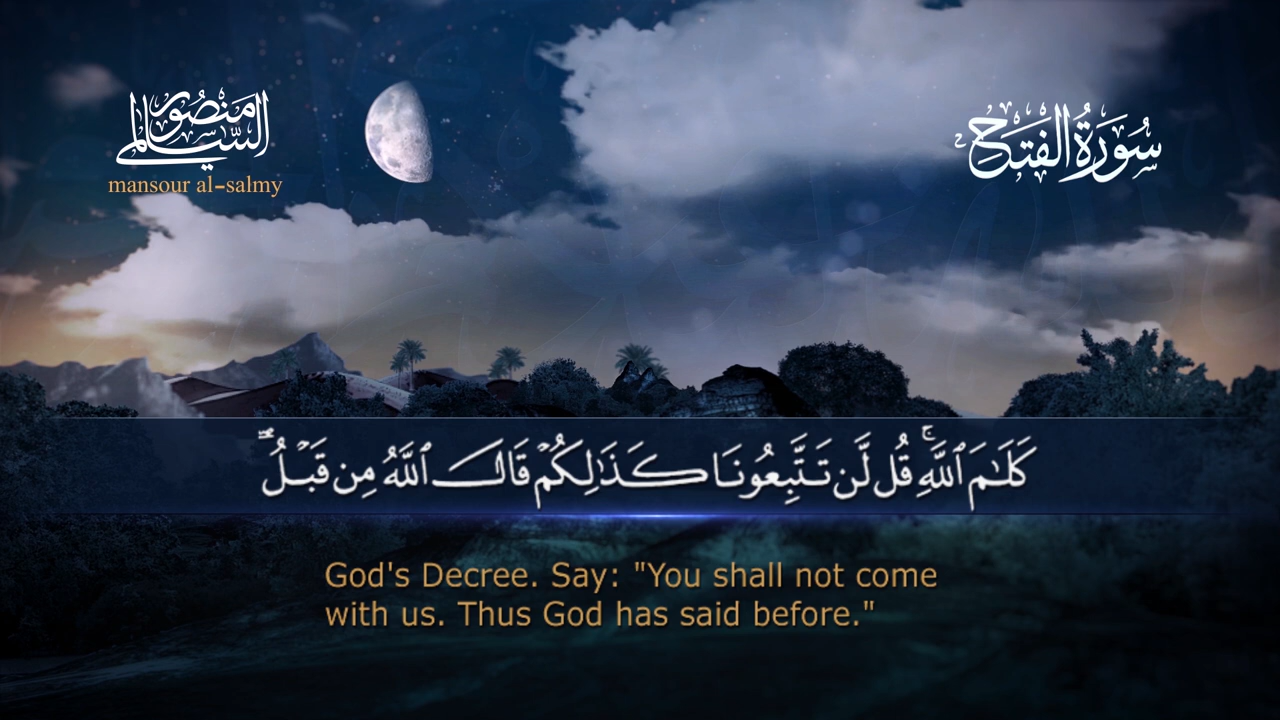 منصور السالمي
mansour al-salmy
سُورَةُ الفَتْحِ
كَلَـٰمَ ٱللَّهِ ۚ قُل لَّن تَتَّبِعُونَا كَذَٰلِكُمْ قَالَ ٱللَّهُ مِن قَبْلُ ۖ
God's Decree. Say: "You shall not come
with us. Thus God has said before."